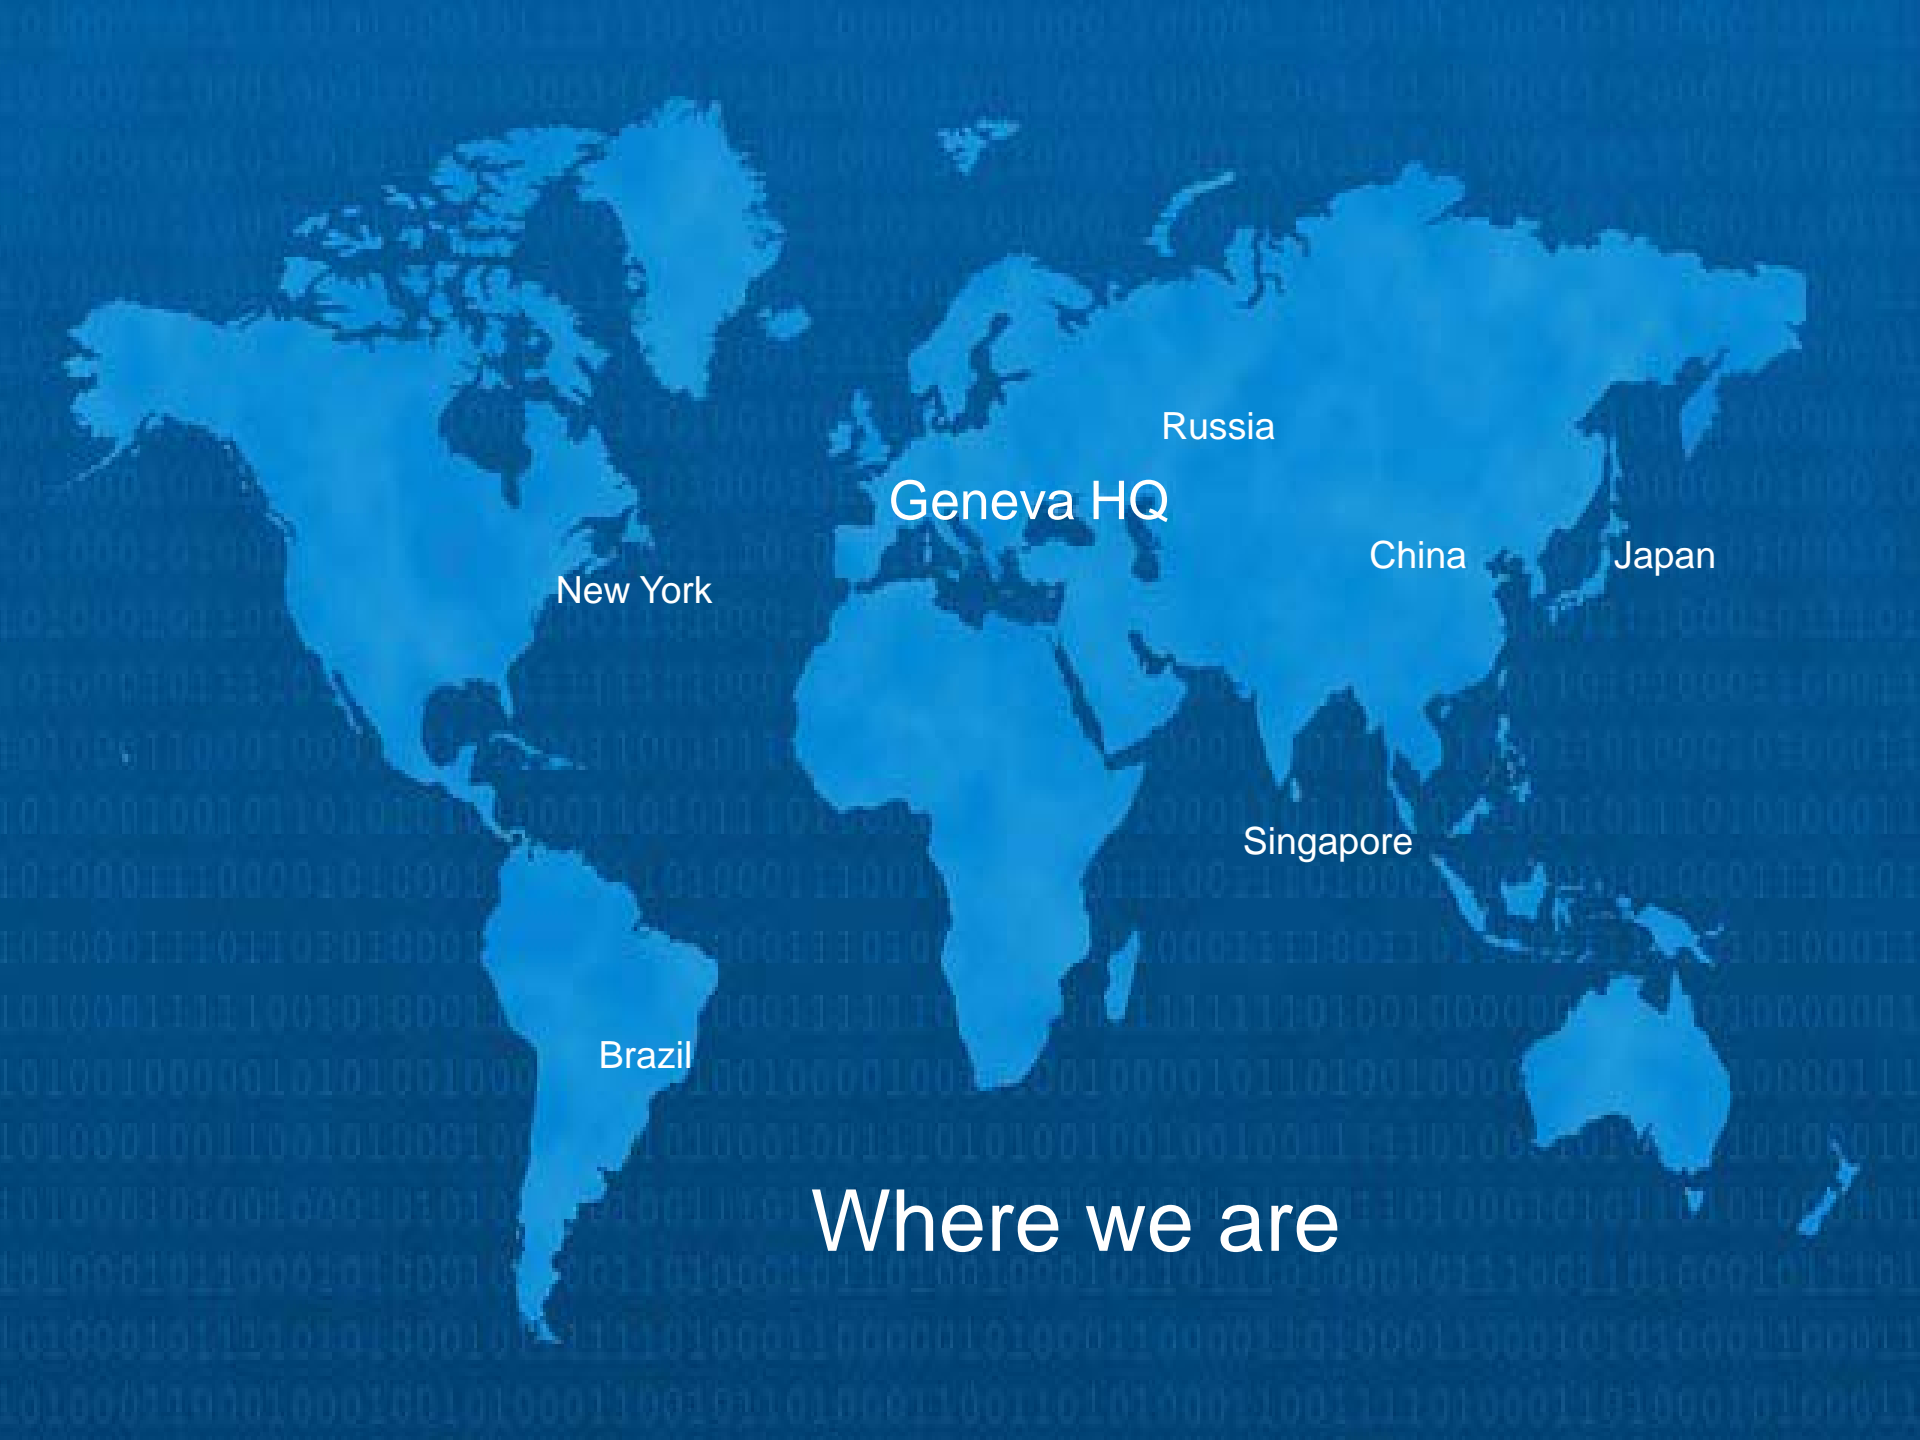 Russia
Geneva HQ
China
Japan
New York
Singapore
Brazil
Where we are